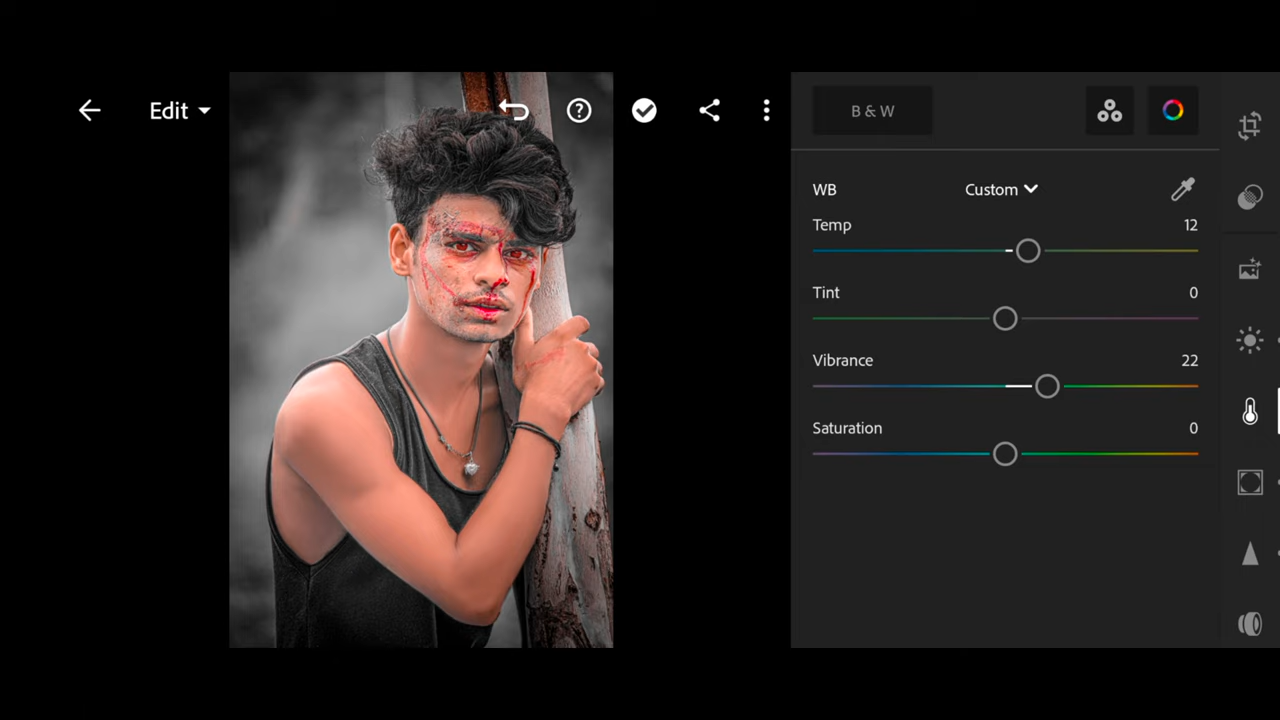 Edit
B & W
WB Custom
Temp 12
Tint 0
Vibrance 22
Saturation 0